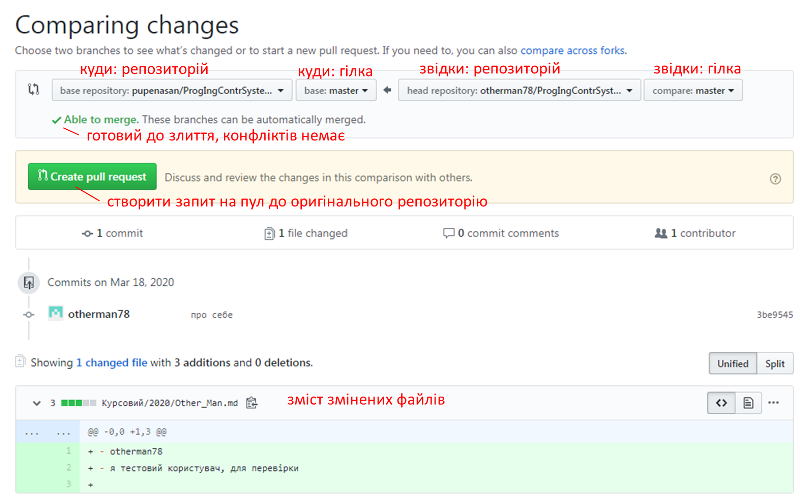 Comparing changes
Choose two branches to see what's changed or to start a new pull request. If you need to, you can also compare across forks.
куди: репозиторій куди: гілка звідки: репозиторій звідки: гілка
base repository: pupenasan/ProgIngContrSyste... base: master head repository: otherman78/ProgIngContrSyst... compare: master
Able to merge. These branches can be automatically merged.
готовий до злиття, конфліктів немає
Create pull request Discuss and review the changes in this comparison with others.
створити запит на пул до оригінального репозиторію
1 commit 1 file changed 0 commit comments 1 contributor
Commits on Mar 18, 2020
otherman78 про себе 3be9545
Showing 1 changed file with 3 additions and 0 deletions. Unified Split
3 Курсовий/2020/Other_Man.md зміст змінених файлів
... ... @@ -0,0 +1,3 @@
1 + - otherman78
2 + - я тестовий користувач, для перевірки
3 +